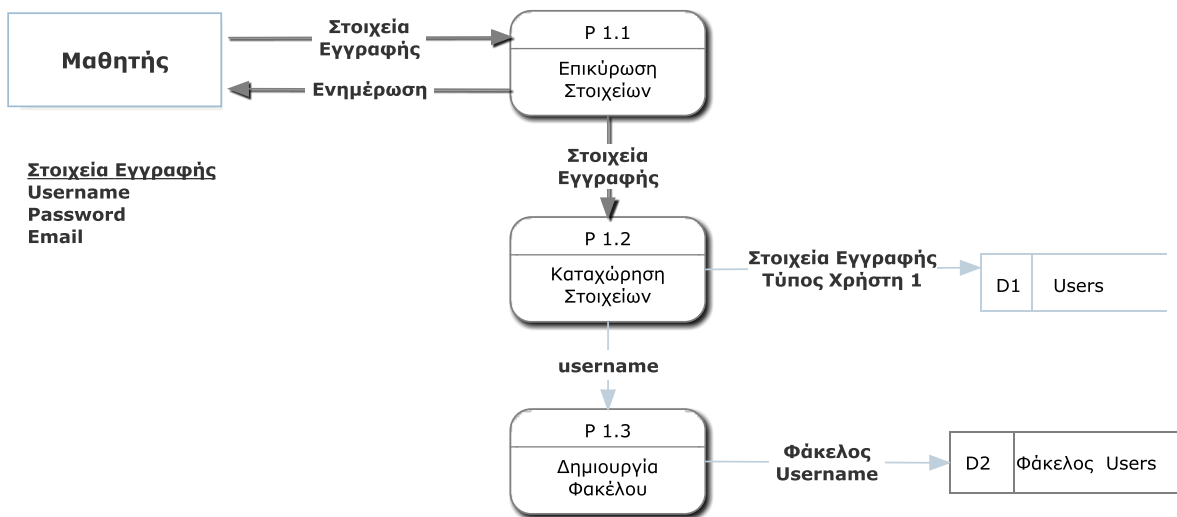 Μαθητής
Στοιχεία
Εγγραφής
Ενημέρωση
P 1.1
Επικύρωση
Στοιχείων
Στοιχεία Εγγραφής
Username
Password
Email
Στοιχεία
Εγγραφής
P 1.2
Καταχώρηση
Στοιχείων
Στοιχεία Εγγραφής
Τύπος Χρήστη 1
D1 Users
username
P 1.3
Δημιουργία
Φακέλου
Φάκελος
Username
D2 Φάκελος Users